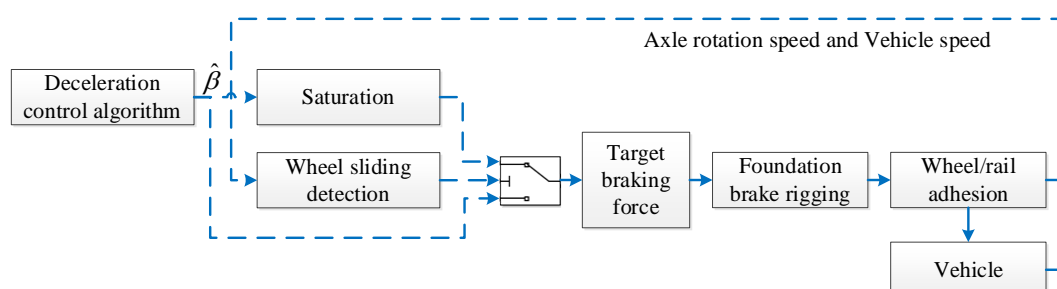 Axle rotation speed and Vehicle speed
Deceleration
control algorithm
β̂
Saturation
Wheel sliding
detection
Target
braking
force
Foundation
brake rigging
Wheel/rail
adhesion
Vehicle